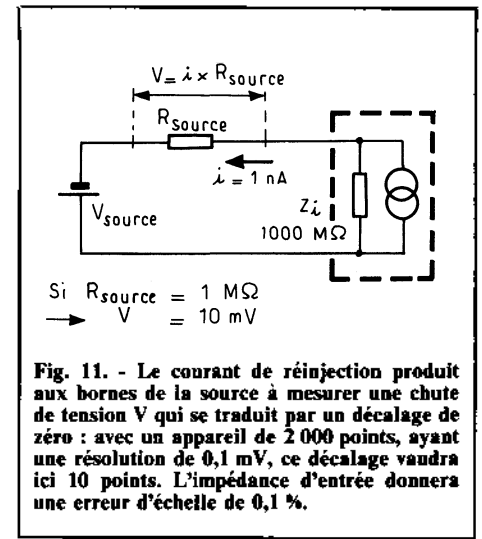 V = i × Rsource
Rsource
i = 1 nA
Vsource
Zi
1000 MΩ
Si Rsource = 1 MΩ
→ V = 10 mV
Fig. 11. - Le courant de réinjection produit
aux bornes de la source à mesurer une chute
de tension V qui se traduit par un décalage de
zéro : avec un appareil de 2 000 points, ayant
une résolution de 0,1 mV, ce décalage vaudra
içi 10 points. L'impédance d'entrée donnera
une erreur d'échelle de 0,1 %.